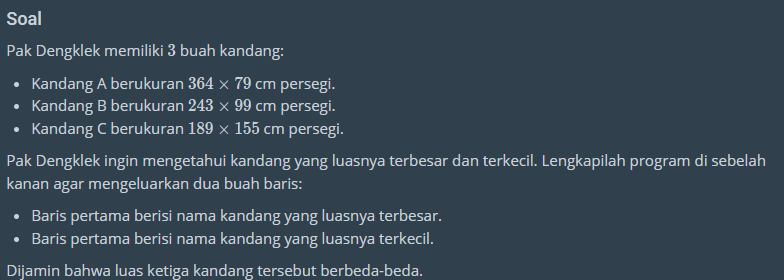 Soal
Pak Dengklek memiliki 3 buah kandang:
• Kandang A berukuran 364 × 79 cm persegi.
• Kandang B berukuran 243 × 99 cm persegi.
• Kandang C berukuran 189 × 155 cm persegi.
Pak Dengklek ingin mengetahui kandang yang luasnya terbesar dan terkecil. Lengkapilah program di sebelah
kanan agar mengeluarkan dua buah baris:
• Baris pertama berisi nama kandang yang luasnya terbesar.
• Baris pertama berisi nama kandang yang luasnya terkecil.
Dijamin bahwa luas ketiga kandang tersebut berbeda-beda.